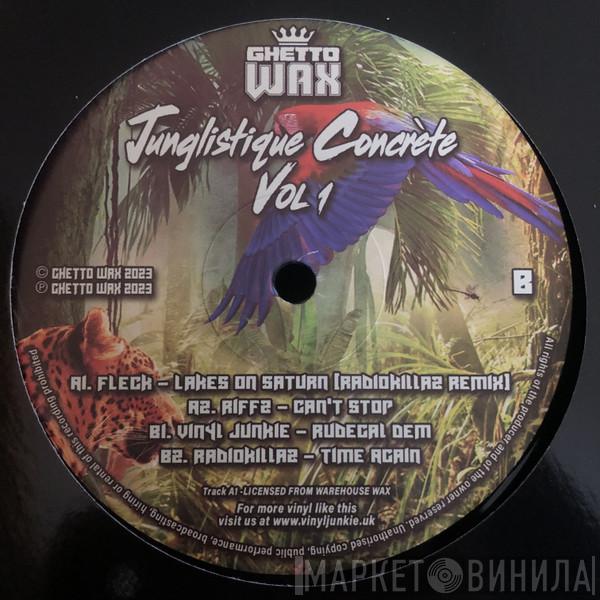 GHETTO
WAX
Junglistique Concrète
Vol 1
© GHETTO WAX 2023
℗ GHETTO WAX 2023
B
A1. FLECK - LAKES ON SATURN [RADIOKILLAZ REMIX]
A2. RIFFZ - CAN'T STOP
B1. VINYL JUNKIE - RUDEGAL DEM
B2. RADIOKILLAZ - TIME AGAIN
Track A1 -LICENSED FROM WAREHOUSE WAX
For more vinyl like this
visit us at www.vinyljunkie.uk
All rights of the producer and of the owner reserved. Unauthorised copying, public performance, broadcasting, hiring or rental of this recording prohibited
МАРКЕТ ВИНИЛА